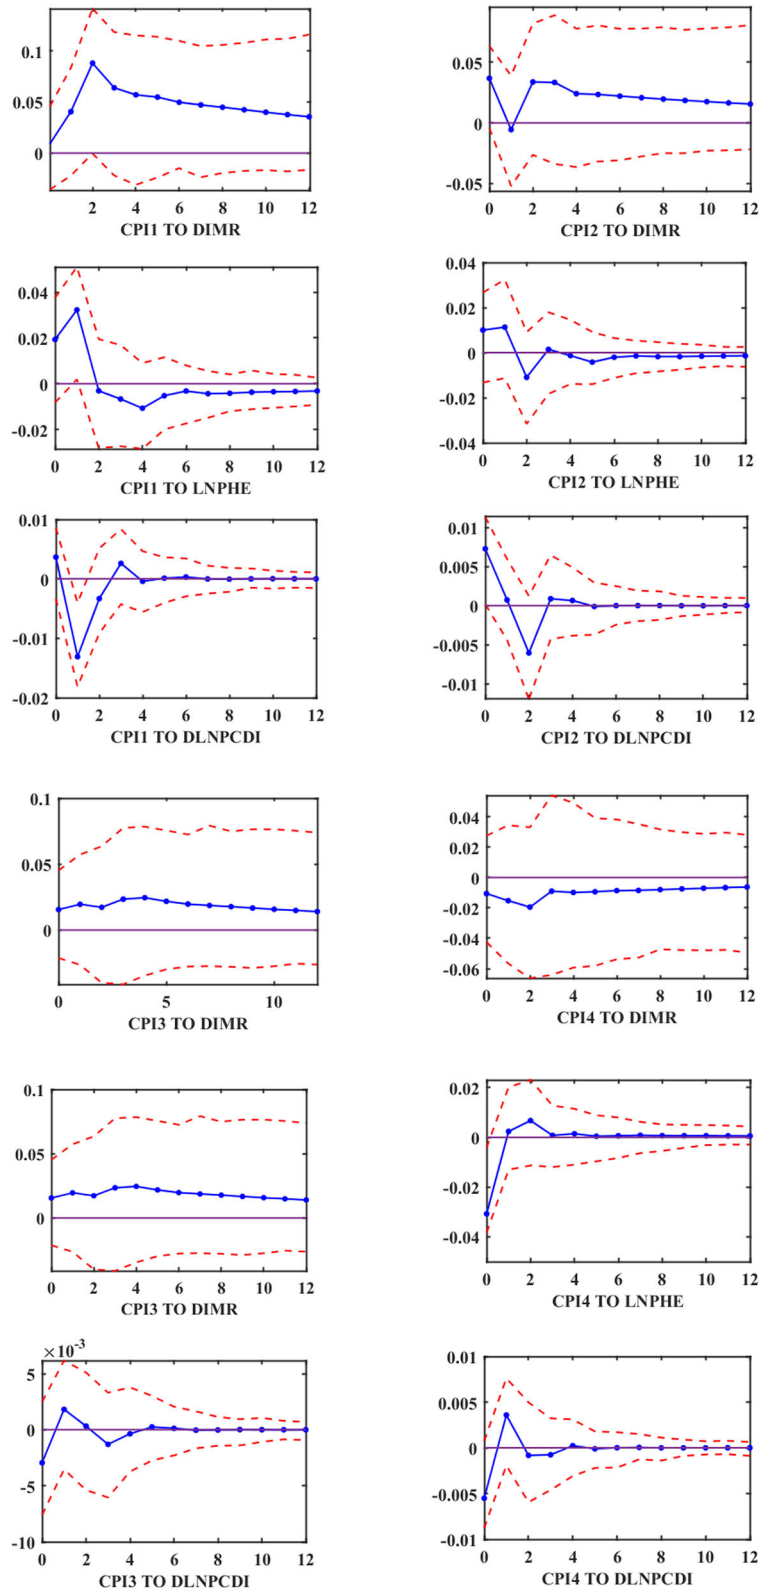 0.1
0.05
0
2 4 6 8 10 12
CPI1 TO DIMR
0.05
0
-0.05
0 2 4 6 8 10 12
CPI2 TO DIMR
0.04
0.02
0
-0.02
0 2 4 6 8 10 12
CPI1 TO LNPHE
0.04
0.02
0
-0.02
-0.04
0 2 4 6 8 10 12
CPI2 TO LNPHE
0.01
0
-0.01
-0.02
0 2 4 6 8 10 12
CPI1 TO DLNPCDI
0.01
0.005
0
-0.005
-0.01
0 2 4 6 8 10 12
CPI2 TO DLNPCDI
0.1
0.05
0
0 5 10
CPI3 TO DIMR
0.04
0.02
0
-0.02
-0.04
-0.06
0 2 4 6 8 10 12
CPI4 TO DIMR
0.1
0.05
0
0 2 4 6 8 10 12
CPI3 TO DIMR
0.02
0
-0.02
-0.04
0 2 4 6 8 10 12
CPI4 TO LNPHE
×10-3
5
0
-5
-10
0 2 4 6 8 10 12
CPI3 TO DLNPCDI
0.01
0.005
0
-0.005
-0.01
0 2 4 6 8 10 12
CPI4 TO DLNPCDI